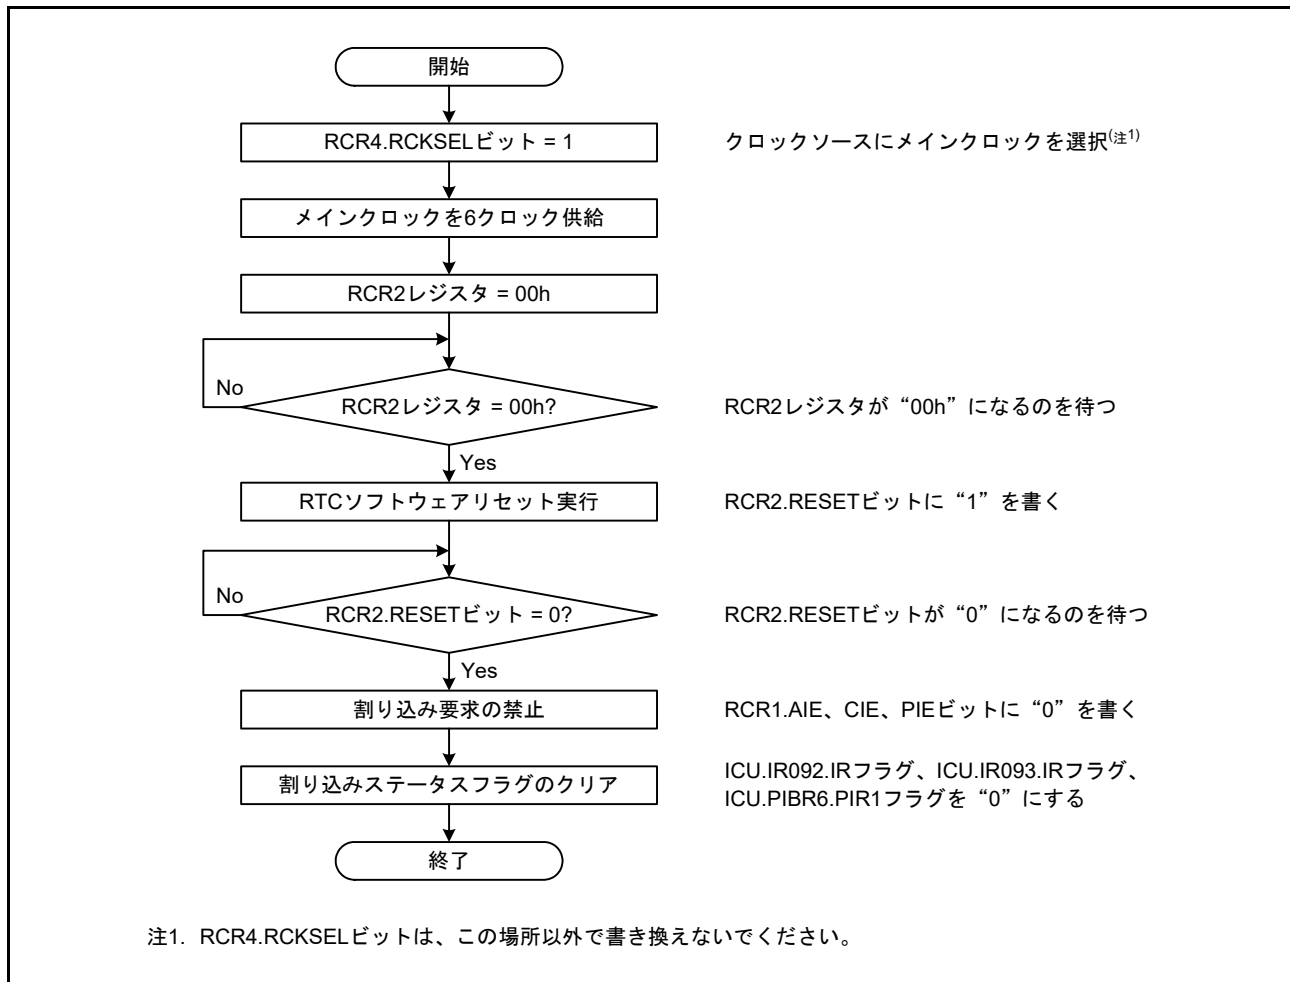 開始
RCR4.RCKSELビット = 1
クロックソースにメインクロックを選択(注1)
メインクロックを6クロック供給
RCR2レジスタ = 00h
No
RCR2レジスタ = 00h?
RCR2レジスタが“00h”になるのを待つ
Yes
RTCソフトウェアリセット実行
RCR2.RESETビットに“1”を書く
No
RCR2.RESETビット = 0?
RCR2.RESETビットが“0”になるのを待つ
Yes
割り込み要求の禁止
RCR1.AIE、CIE、PIEビットに“0”を書く
割り込みステータスフラグのクリア
ICU.IR092.IRフラグ、ICU.IR093.IRフラグ、
ICU.PIBR6.PIR1フラグを“0”にする
終了
注1. RCR4.RCKSELビットは、この場所以外で書き換えないでください。